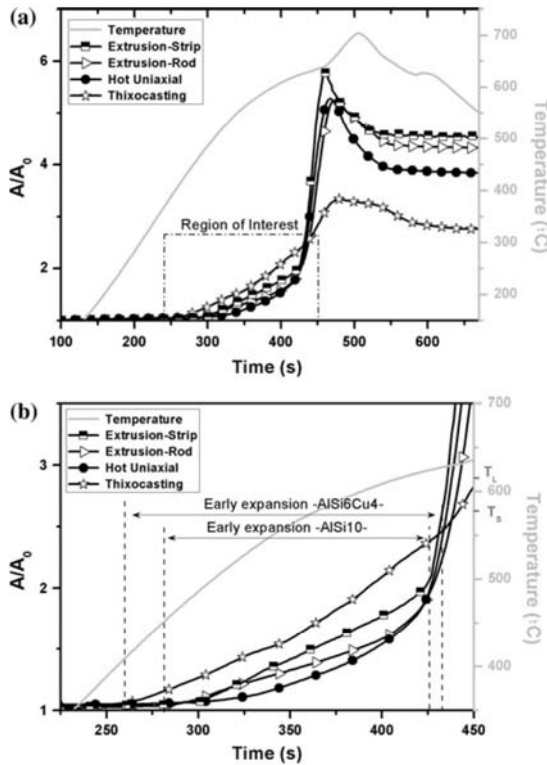 (a)
Temperature
Extrusion-Strip
Extrusion-Rod
Hot Uniaxial
Thixocasting
Region of Interest
6
4
2
A/A0
700
600
500
400
300
200
Temperature (ºC)
100 200 300 400 500 600
Time (s)
(b)
Temperature
Extrusion-Strip
Extrusion-Rod
Hot Uniaxial
Thixocasting
Early expansion -AlSi6Cu4-
Early expansion -AlSi10-
3
2
1
A/A0
700
600
500
400
TL
TS
Temperature (ºC)
250 300 350 400 450
Time (s)